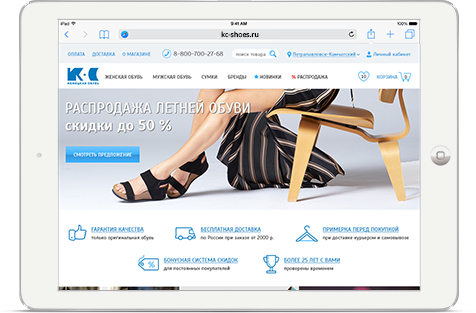 iPad 9:41 AM 100%
kc-shoes.ru
ОПЛАТА ДОСТАВКА О МАГАЗИНЕ 8-800-700-27-68 поиск товара Петропавловск-Камчатский Личный кабинет
К·С ЖЕНСКАЯ ОБУВЬ МУЖСКАЯ ОБУВЬ СУМКИ БРЕНДЫ НОВИНКИ % РАСПРОДАЖА КОРЗИНА
НЕМЕЦКАЯ ОБУВЬ
РАСПРОДАЖА ЛЕТНЕЙ ОБУВИ
скидки до 50 %
СМОТРЕТЬ ПРЕДЛОЖЕНИЕ
ГАРАНТИЯ КАЧЕСТВА
только оригинальная обувь
БЕСПЛАТНАЯ ДОСТАВКА
по России при заказе от 2000 р.
ПРИМЕРКА ПЕРЕД ПОКУПКОЙ
при доставке курьером и самовывозе
%
БОНУСНАЯ СИСТЕМА СКИДОК
для постоянных покупателей
БОЛЕЕ 25 ЛЕТ С ВАМИ
проверены временем